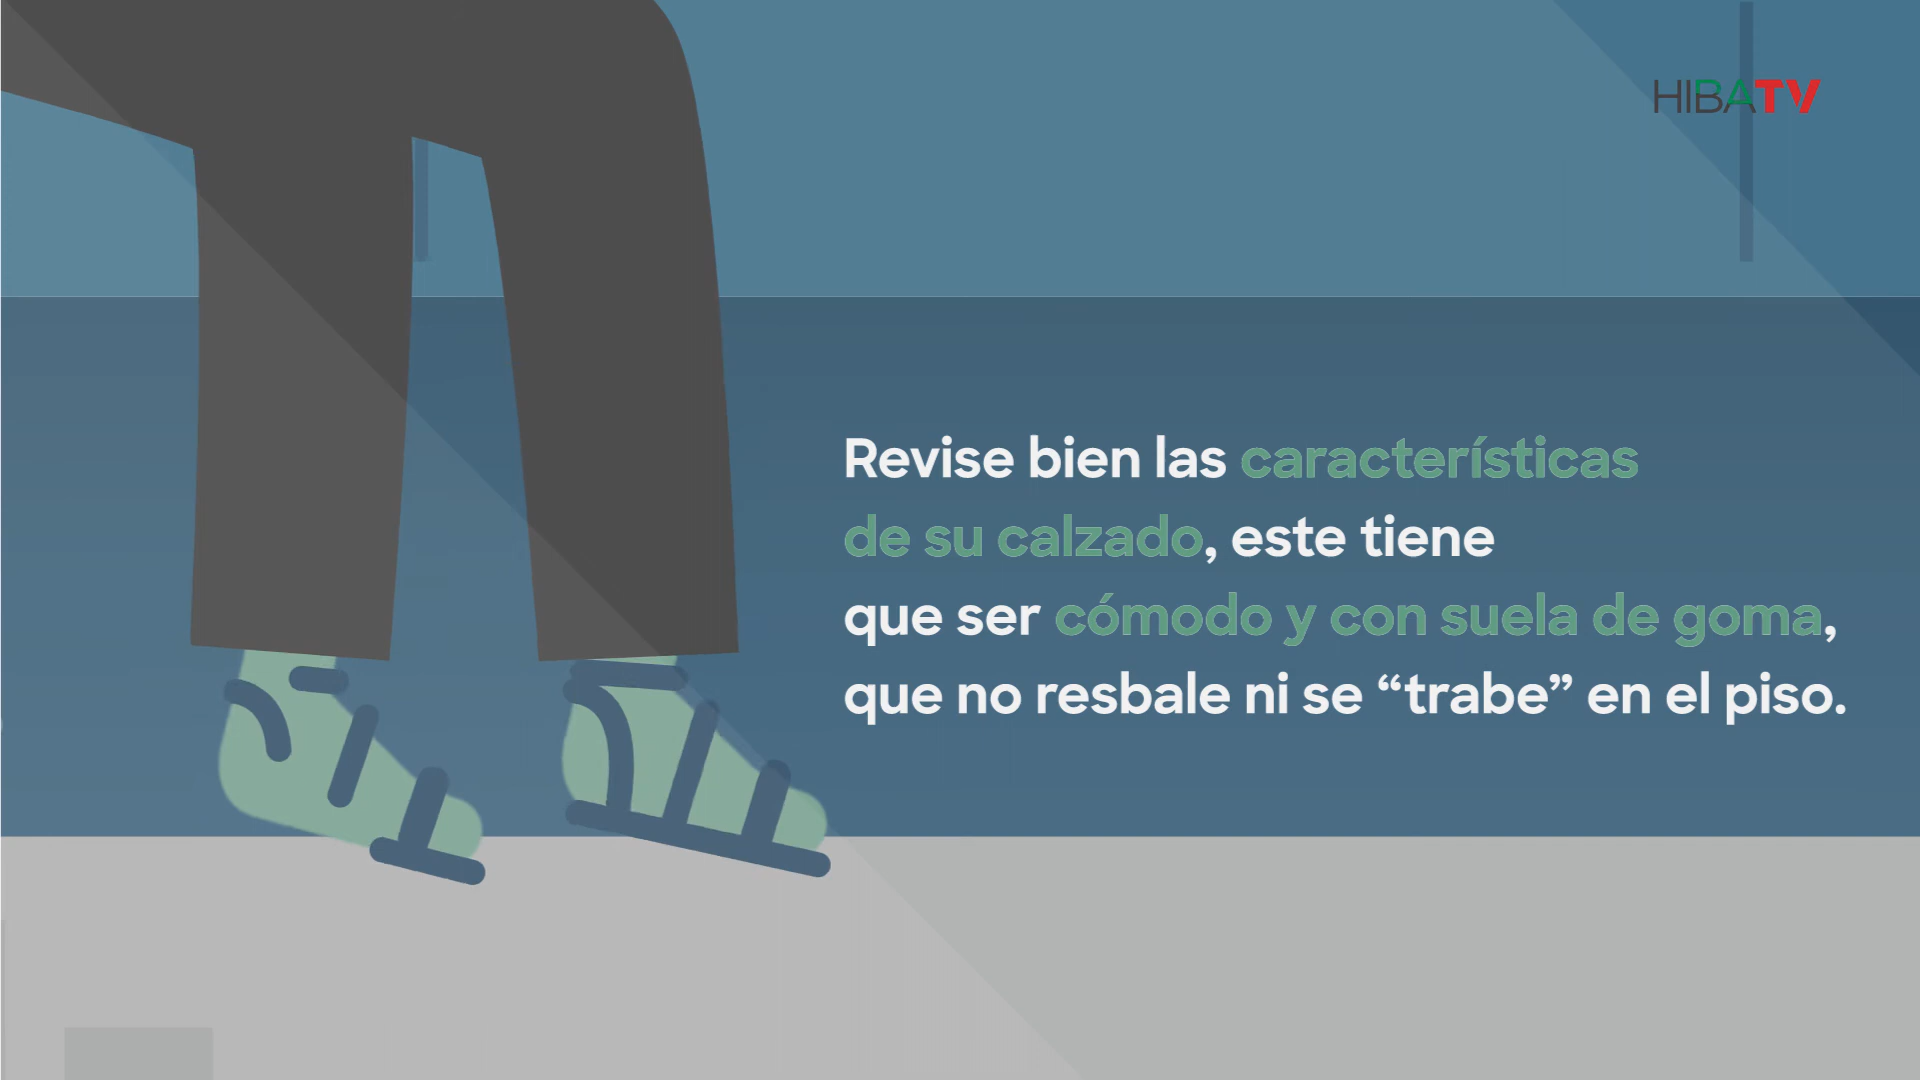 HIBATV
Revise bien las características
de su calzado, este tiene
que ser cómodo y con suela de goma,
que no resbale ni se “trabe” en el piso.